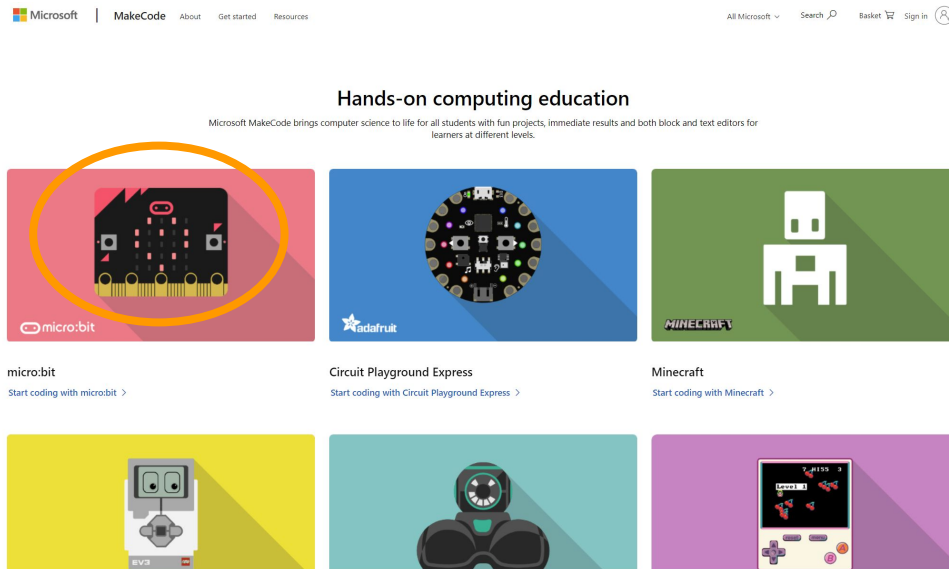 Microsoft MakeCode About Get started Resources All Microsoft Search Basket Sign in
Hands-on computing education
Microsoft MakeCode brings computer science to life for all students with fun projects, immediate results and both block and text editors for
learners at different levels.
micro:bit
adafruit
MINECRAFT
micro:bit
Start coding with micro:bit >
Circuit Playground Express
Start coding with Circuit Playground Express >
Minecraft
Start coding with Minecraft >
MISS 3
Level 1
EV3
A
B